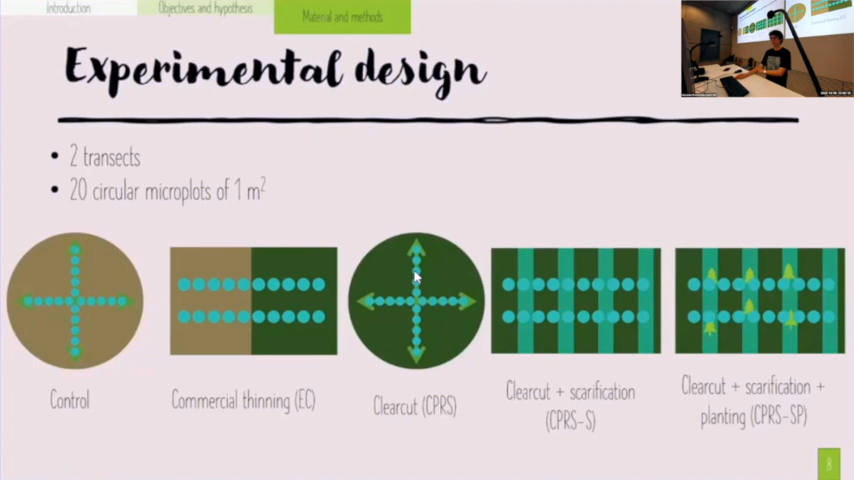 Introduction
Objectives and hypothesis
Material and methods
Experimental design
• 2 transects
• 20 circular microplots of 1 m²
Control
Commercial thinning (EC)
Clearcut (CPRS)
Clearcut + scarification
(CPRS-S)
Clearcut + scarification +
planting (CPRS-SP)
8